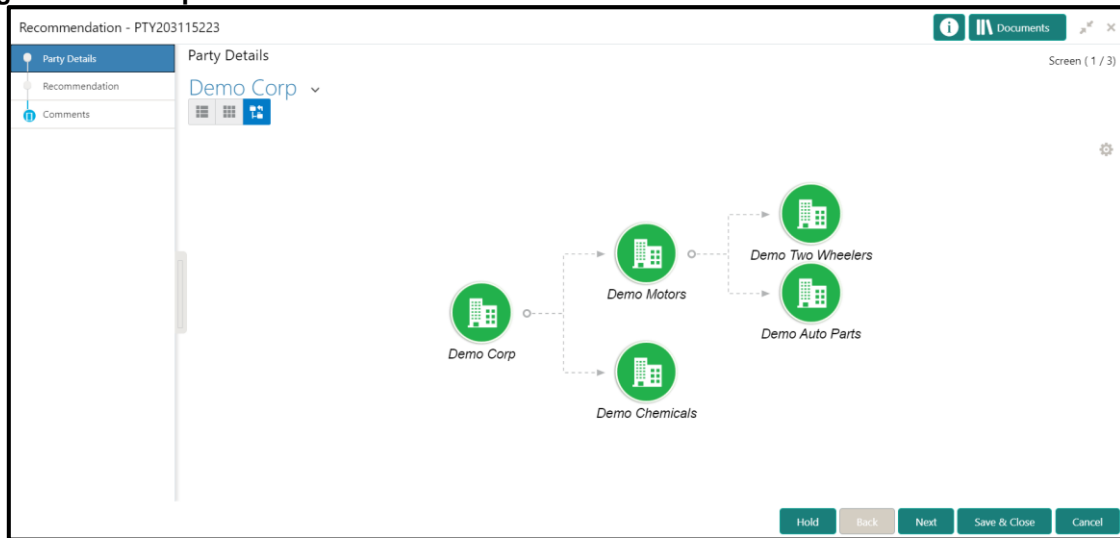 Recommendation - PTY203115223
Documents
Party Details
Recommendation
Comments
Party Details
Screen ( 1 / 3)
Demo Corp
Demo Two Wheelers
Demo Motors
Demo Auto Parts
Demo Corp
Demo Chemicals
Hold
Back
Next
Save & Close
Cancel